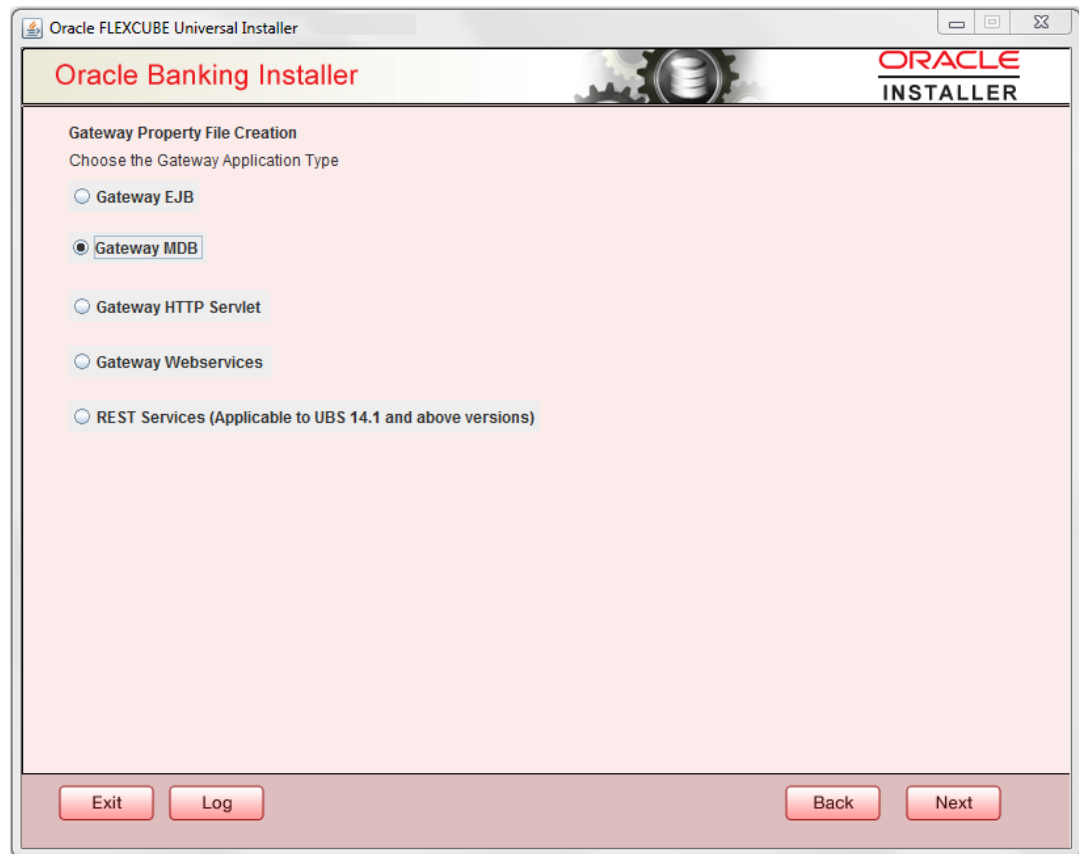 Oracle FLEXCUBE Universal Installer
Oracle Banking Installer
ORACLE
INSTALLER
Gateway Property File Creation
Choose the Gateway Application Type
Gateway EJB
Gateway MDB
Gateway HTTP Servlet
Gateway Webservices
REST Services (Applicable to UBS 14.1 and above versions)
Exit Log Back Next